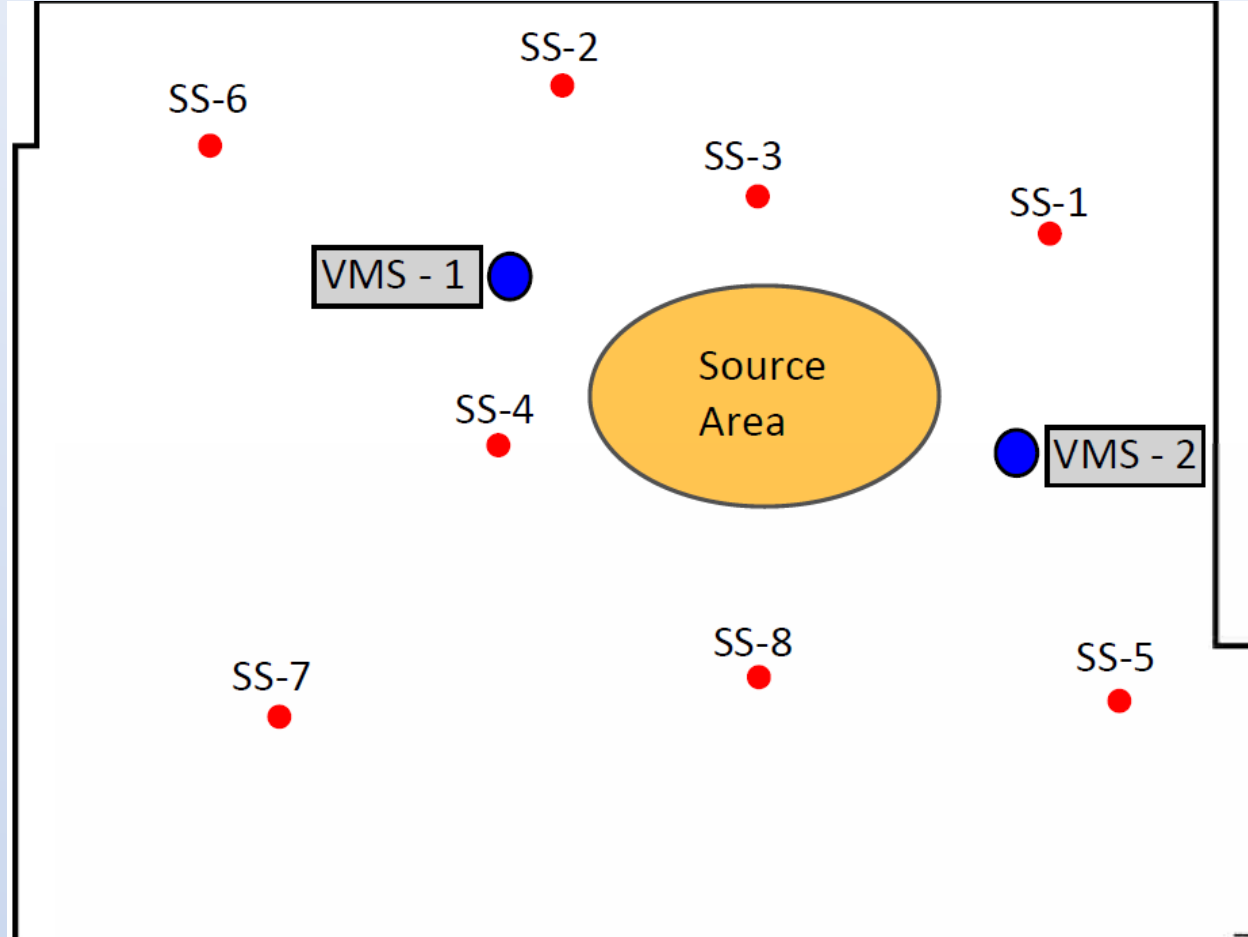 SS-2
SS-6
SS-3
SS-1
VMS - 1
Source
Area
SS-4
VMS - 2
SS-8
SS-5
SS-7